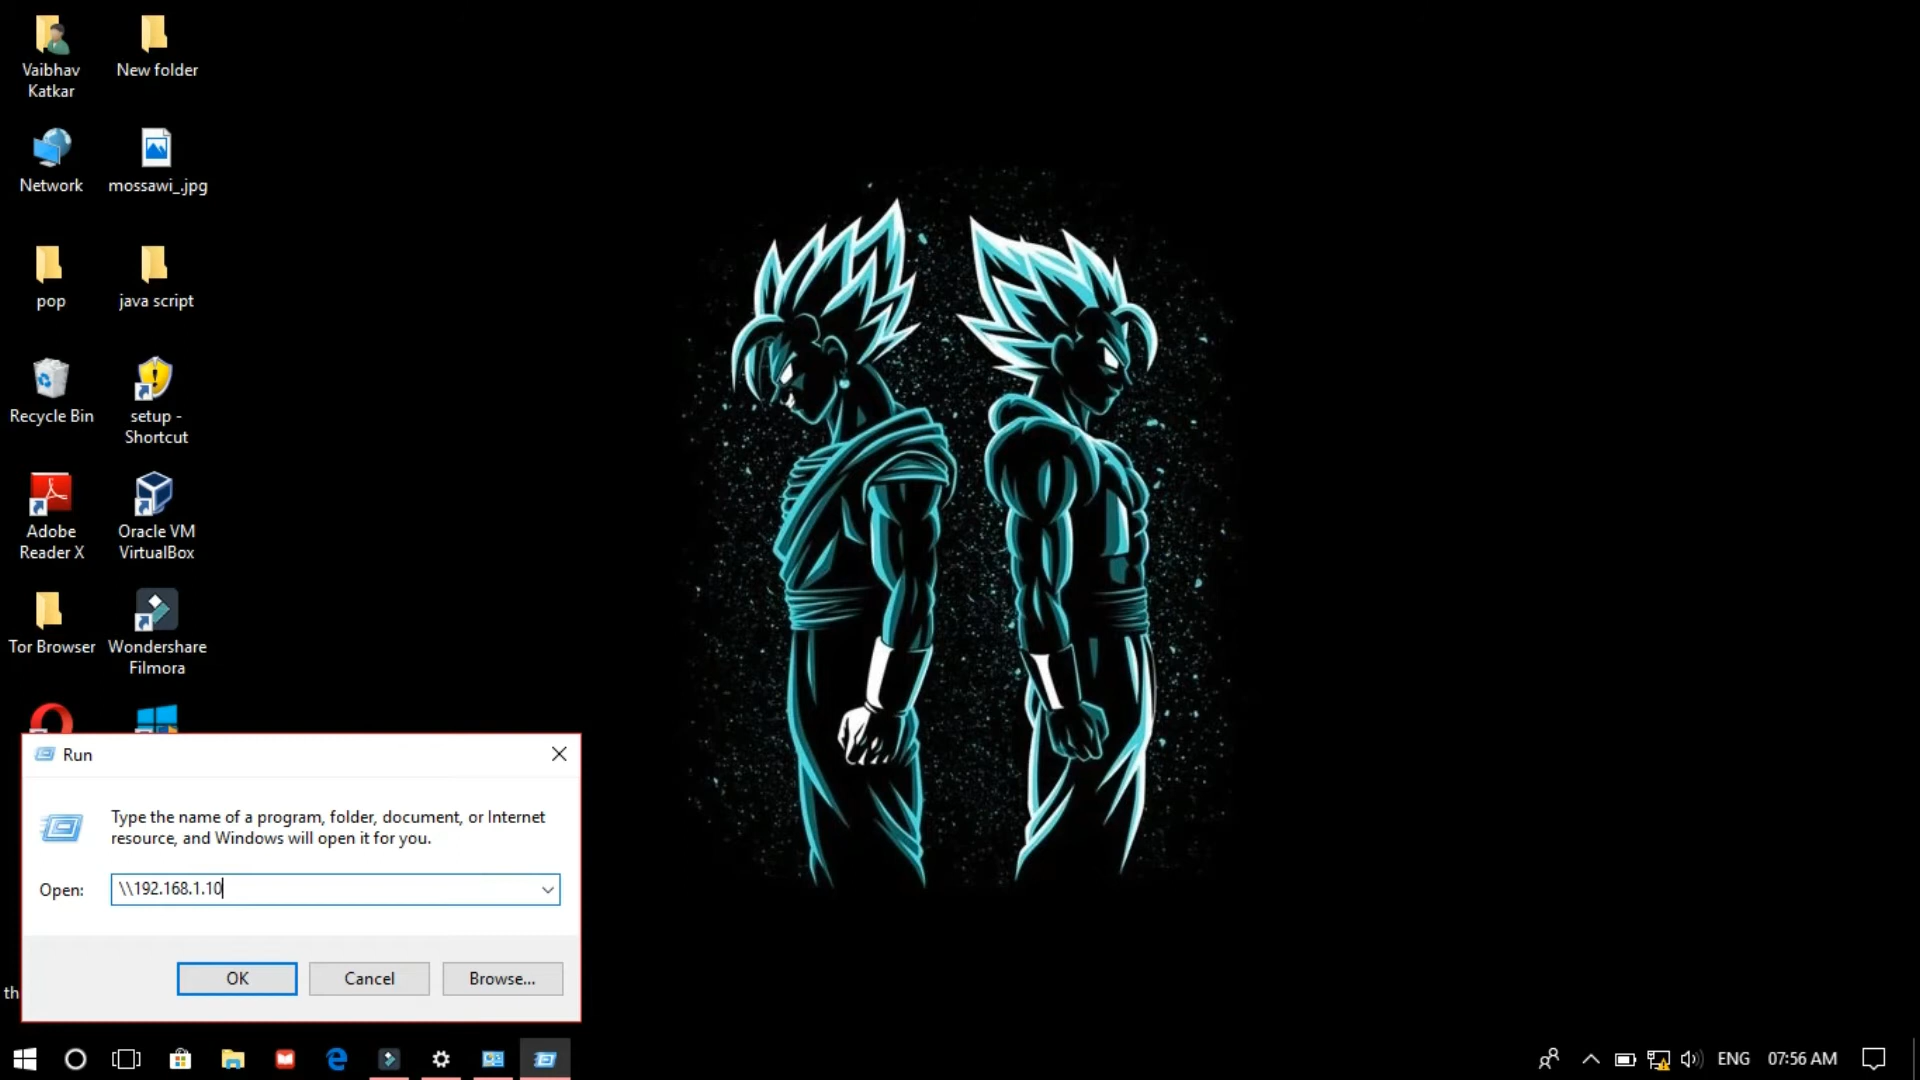 Vaibhav
Katkar
New folder
Network
mossawi_.jpg
pop
java script
Recycle Bin
setup -
Shortcut
Adobe
Reader X
Oracle VM
VirtualBox
Tor Browser
Wondershare
Filmora
Run
Type the name of a program, folder, document, or Internet
resource, and Windows will open it for you.
Open:
\\192.168.1.10
OK
Cancel
Browse...
th
ENG
07:56 AM